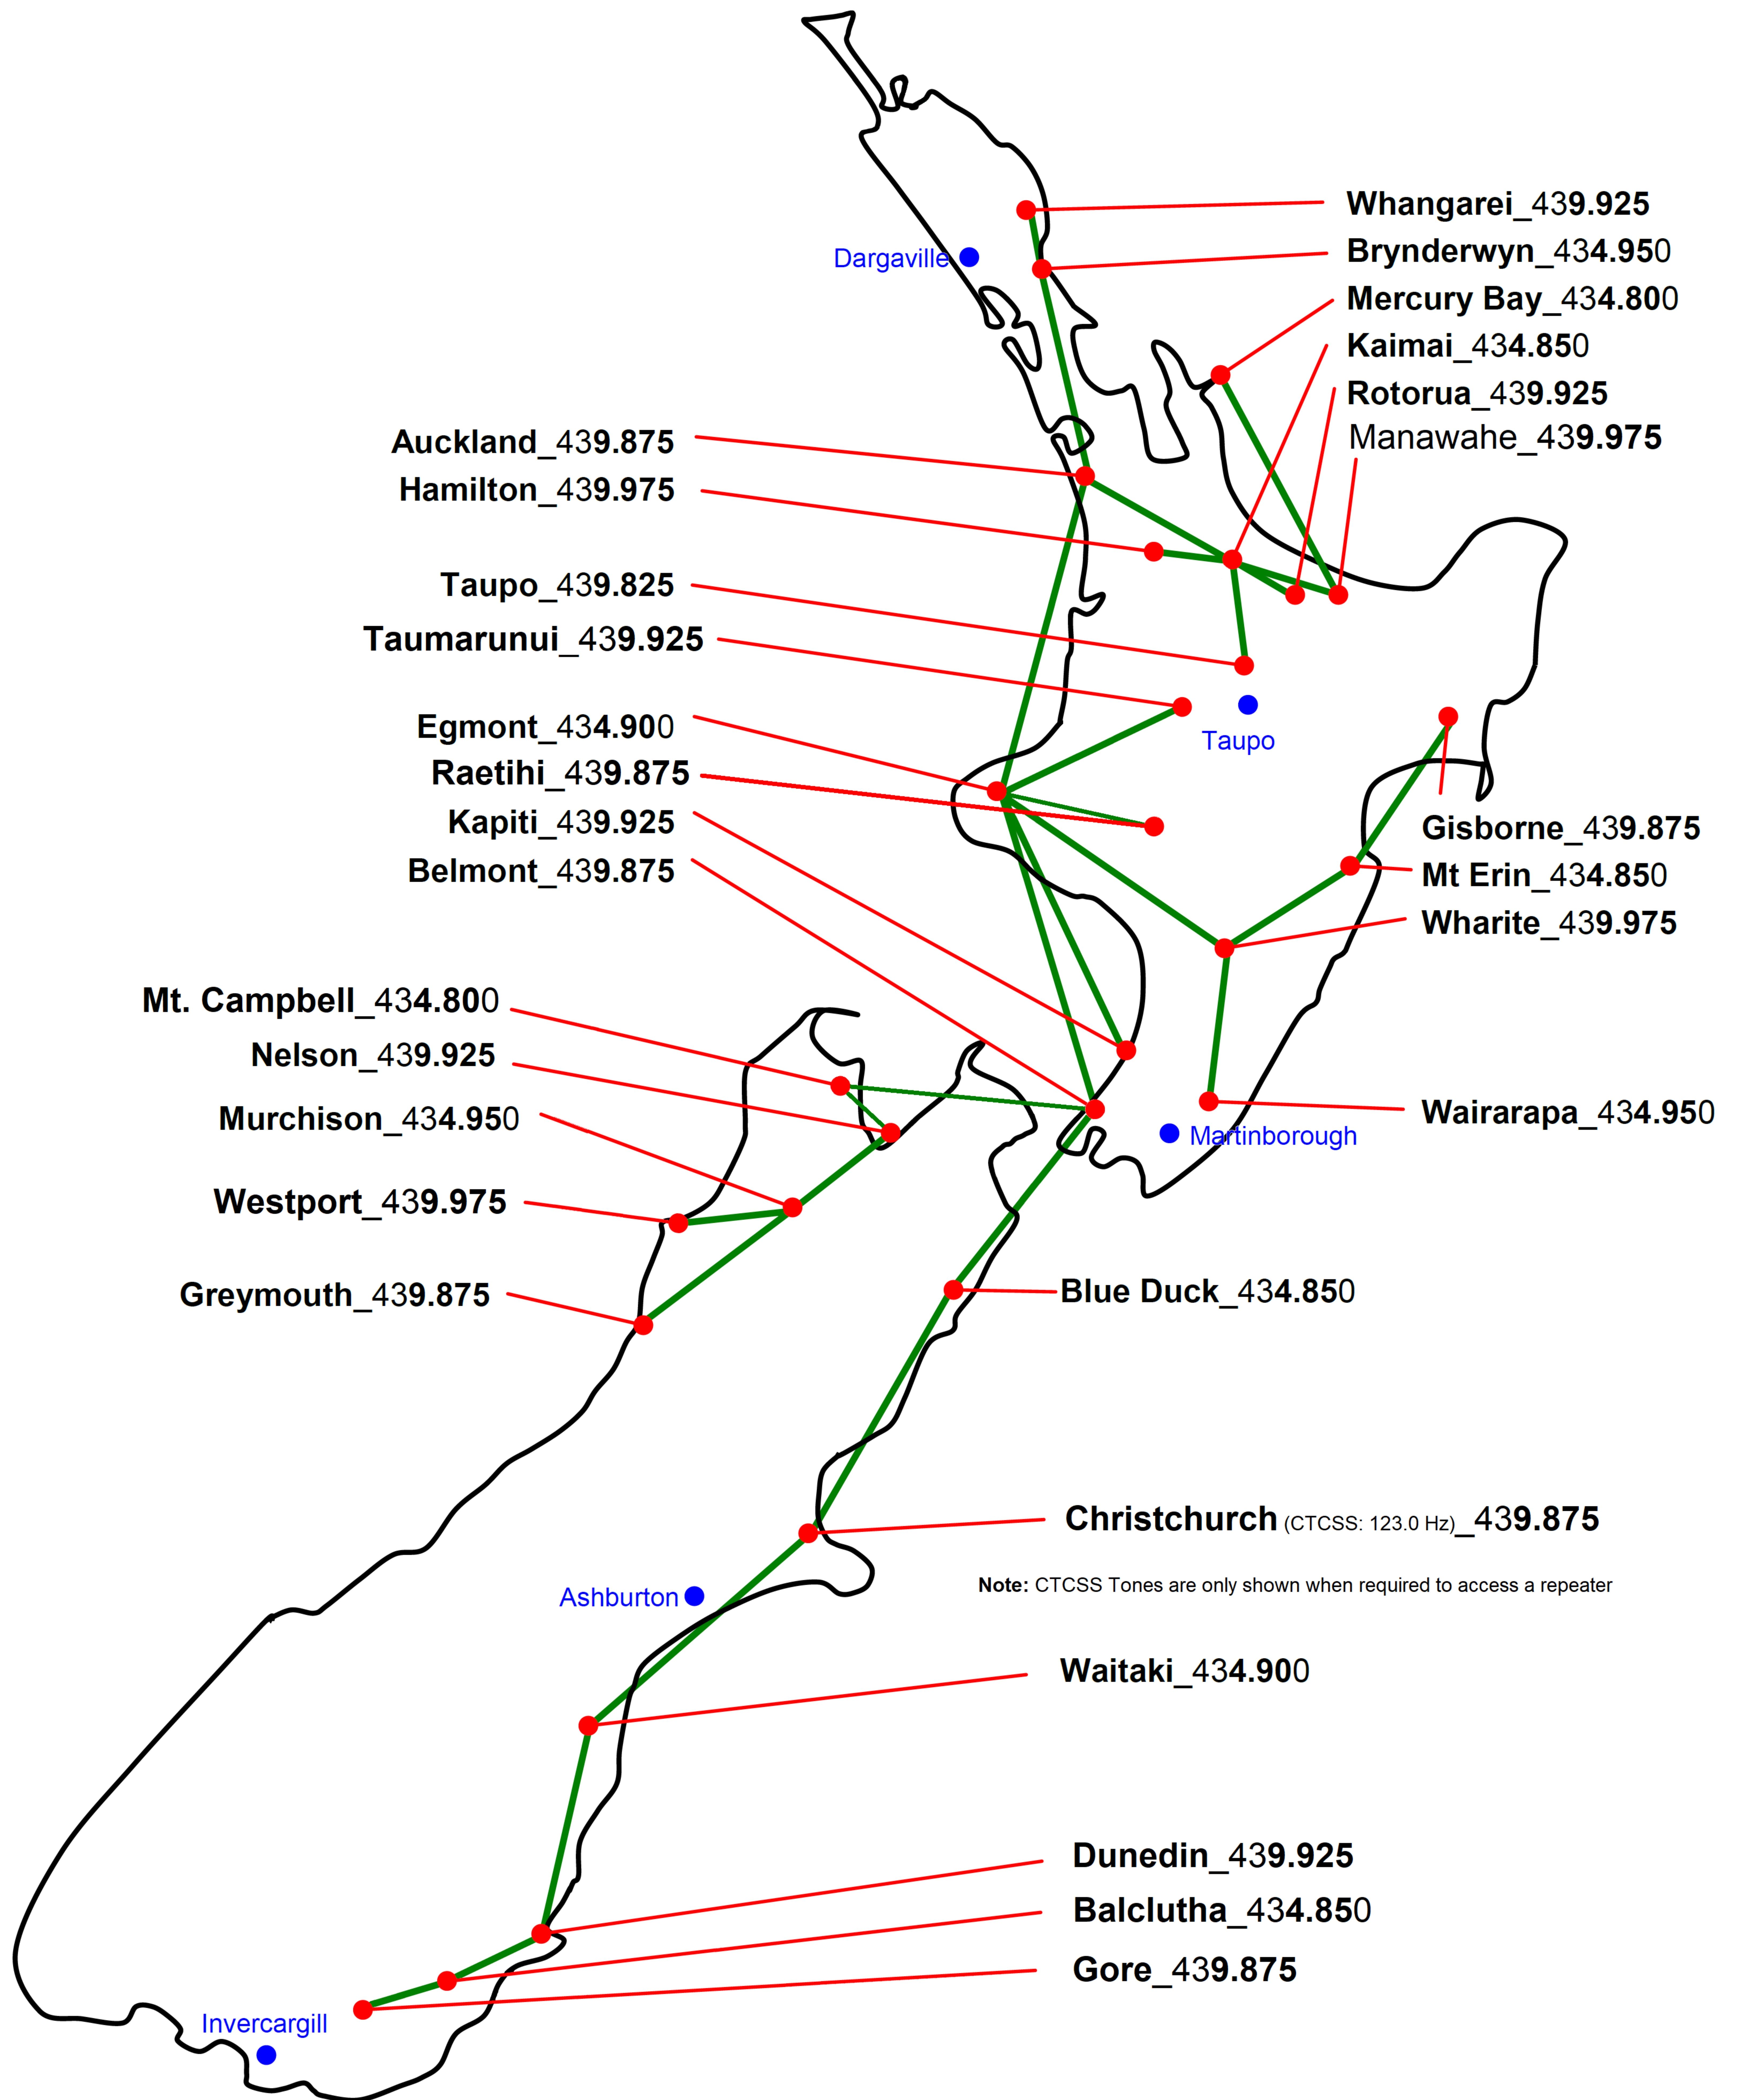 Whangarei_439.925
Dargaville
Brynderwyn_434.950
Mercury Bay_434.800
Kaimai_434.850
Rotorua_439.925
Manawahe_439.975
Auckland_439.875
Hamilton_439.975
Taupo_439.825
Taumarunui_439.925
Egmont_434.900
Taupo
Raetihi_439.875
Kapiti_439.925
Gisborne_439.875
Belmont_439.875
Mt Erin_434.850
Wharite_439.975
Mt. Campbell_434.800
Nelson_439.925
Murchison_434.950
Wairarapa_434.950
Martinborough
Westport_439.975
Greymouth_439.875
Blue Duck_434.850
Christchurch (CTCSS: 123.0 Hz)_439.875
Note: CTCSS Tones are only shown when required to access a repeater
Ashburton
Waitaki_434.900
Dunedin_439.925
Balclutha_434.850
Gore_439.875
Invercargill